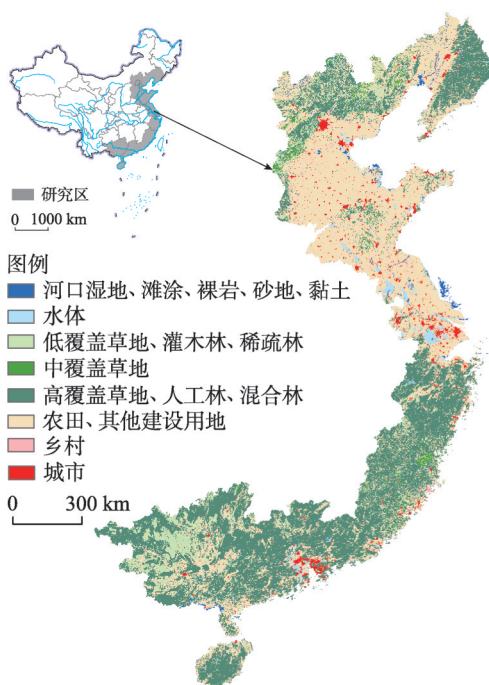 研究区
0 1000 km
图例
河口湿地、滩涂、裸岩、砂地、黏土
水体
低覆盖草地、灌木林、稀疏林
中覆盖草地
高覆盖草地、人工林、混合林
农田、其他建设用地
乡村
城市
0 300 km